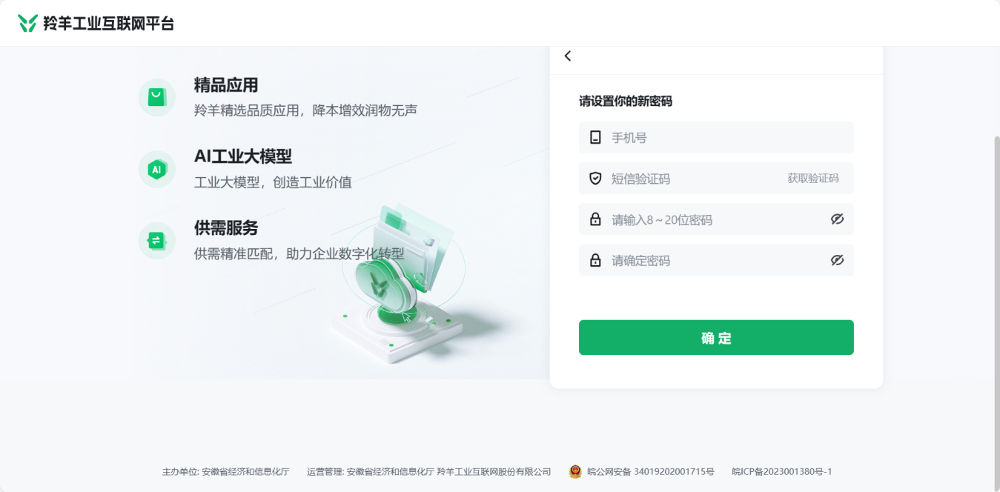 羚羊工业互联网平台
精品应用
羚羊精选品质应用，降本增效润物无声
AI
AI工业大模型
工业大模型，创造工业价值
供需服务
供需精准匹配，助力企业数字化转型
请设置你的新密码
手机号
短信验证码 获取验证码
请输入8～20位密码
请确定密码
确 定
主办单位: 安徽省经济和信息化厅 运营管理: 安徽省经济和信息化厅 羚羊工业互联网股份有限公司 皖公网安备 34019202001715号 皖ICP备2023001380号-1